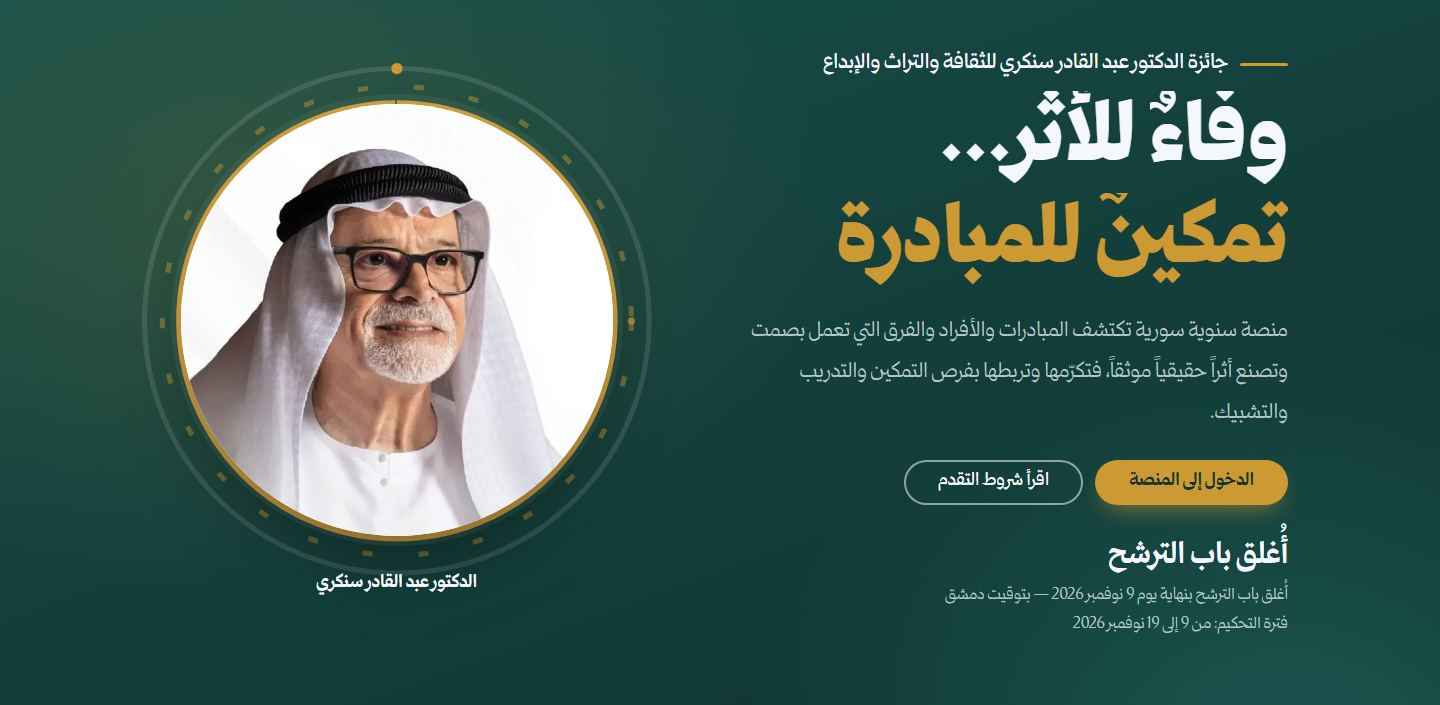 جائزة الدكتور عبد القادر سنكري للثقافة والتراث والإبداع
وفاءٌ للأثر...
تمكينٌ للمبادرة
منصة سنوية سورية تكتشف المبادرات والأفراد والفرق التي تعمل بصمت
وتصنع أثراً حقيقياً موثقاً، فتكرّمها وتربطها بفرص التمكين والتدريب
والتشبيك.
الدخول إلى المنصة
اقرأ شروط التقدم
أُغلق باب الترشح
أُغلق باب الترشح بنهاية يوم 9 نوفمبر 2026 — بتوقيت دمشق
فترة التحكيم: من 9 إلى 19 نوفمبر 2026
الدكتور عبد القادر سنكري